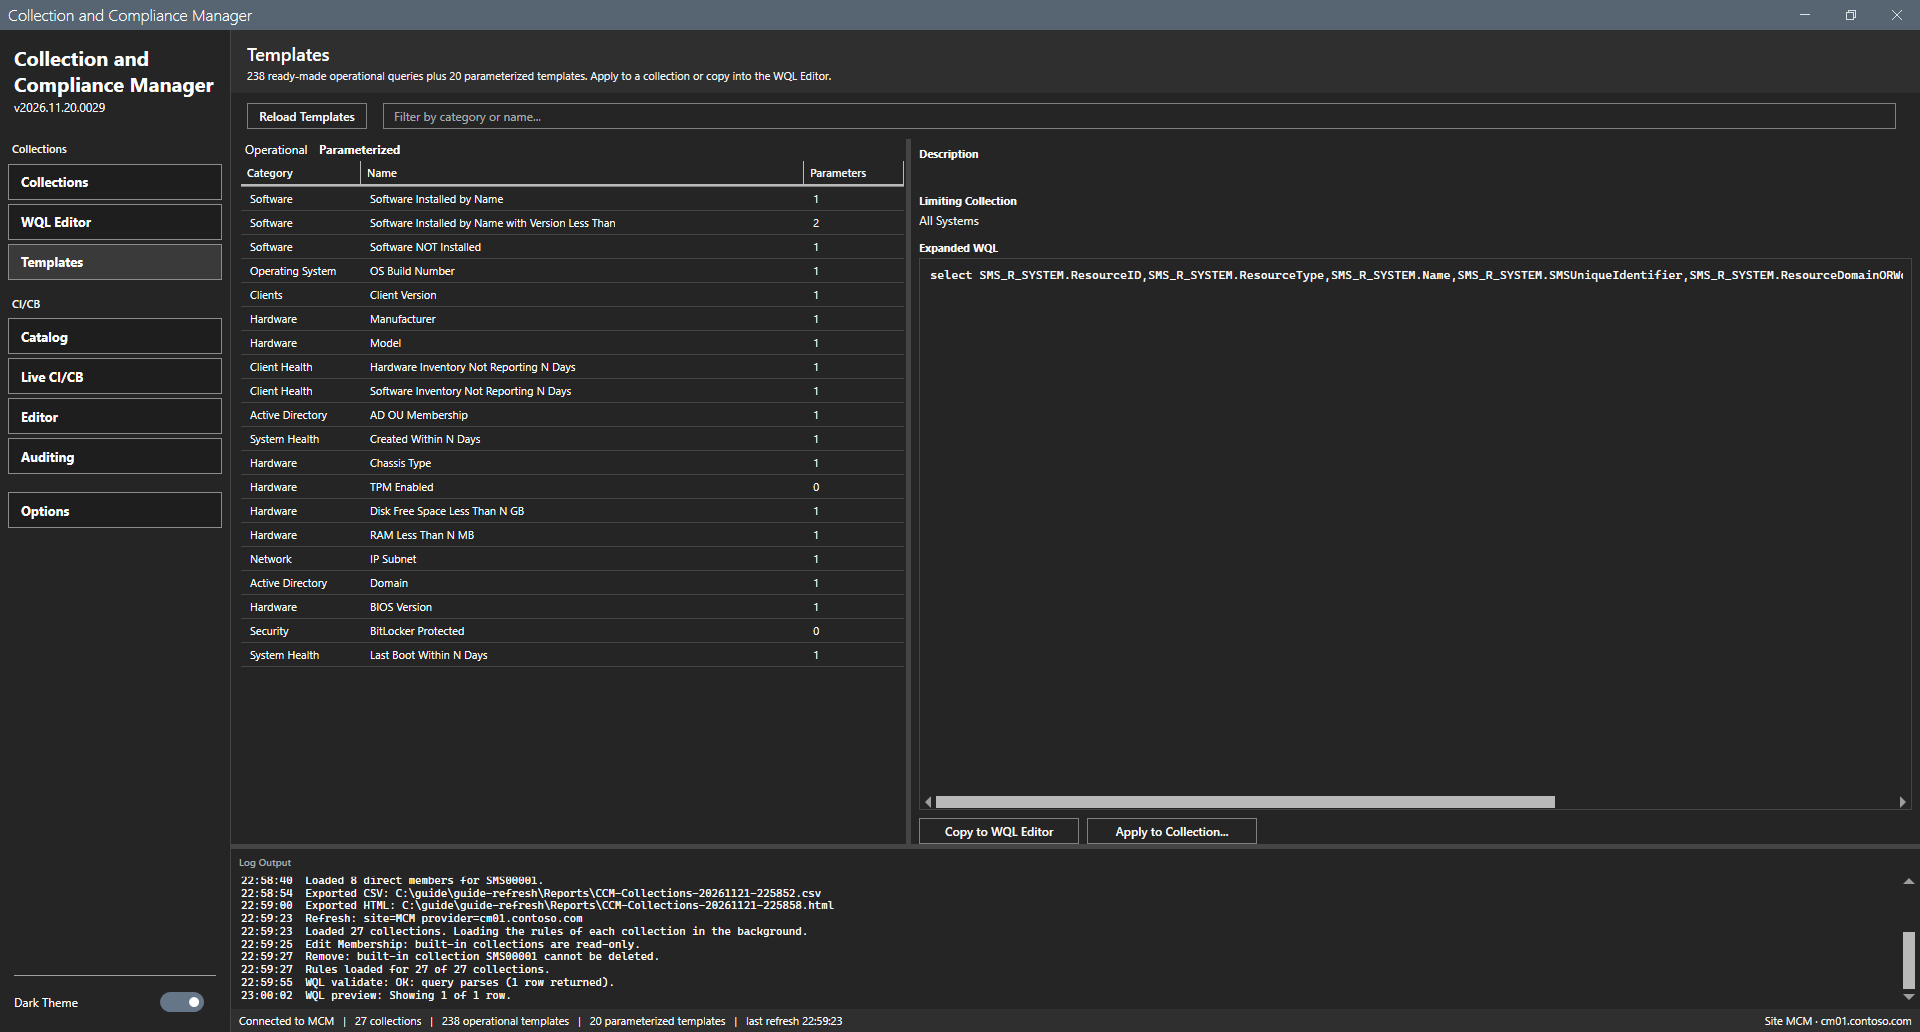 Collection and Compliance Manager
Collection and
Compliance Manager
v2026.11.20.0029
Collections
Collections
WQL Editor
Templates
CI/CB
Catalog
Live CI/CB
Editor
Auditing
Options
Dark Theme
Templates
238 ready-made operational queries plus 20 parameterized templates. Apply to a collection or copy into the WQL Editor.
Reload Templates
Filter by category or name...
Operational Parameterized
Category Name Parameters
Software Software Installed by Name 1
Software Software Installed by Name with Version Less Than 2
Software Software NOT Installed 1
Operating System OS Build Number 1
Clients Client Version 1
Hardware Manufacturer 1
Hardware Model 1
Client Health Hardware Inventory Not Reporting N Days 1
Client Health Software Inventory Not Reporting N Days 1
Active Directory AD OU Membership 1
System Health Created Within N Days 1
Hardware Chassis Type 1
Hardware TPM Enabled 0
Hardware Disk Free Space Less Than N GB 1
Hardware RAM Less Than N MB 1
Network IP Subnet 1
Active Directory Domain 1
Hardware BIOS Version 1
Security BitLocker Protected 0
System Health Last Boot Within N Days 1
Description
Limiting Collection
All Systems
Expanded WQL
select SMS_R_SYSTEM.ResourceID,SMS_R_SYSTEM.ResourceType,SMS_R_SYSTEM.Name,SMS_R_SYSTEM.SMSUniqueIdentifier,SMS_R_SYSTEM.ResourceDomainORW
Copy to WQL Editor
Apply to Collection...
Log Output
22:58:40 Loaded 8 direct members for SMS00001.
22:58:54 Exported CSV: C:\guide\guide-refresh\Reports\CCM-Collections-20261121-225852.csv
22:59:00 Exported HTML: C:\guide\guide-refresh\Reports\CCM-Collections-20261121-225858.html
22:59:23 Refresh: site=MCM provider=cm01.contoso.com
22:59:23 Loaded 27 collections. Loading the rules of each collection in the background.
22:59:25 Edit Membership: built-in collections are read-only.
22:59:27 Remove: built-in collection SMS00001 cannot be deleted.
22:59:27 Rules loaded for 27 of 27 collections.
22:59:55 WQL validate: OK: query parses (1 row returned).
23:00:02 WQL preview: Showing 1 of 1 row.
Connected to MCM | 27 collections | 238 operational templates | 20 parameterized templates | last refresh 22:59:23
Site MCM · cm01.contoso.com